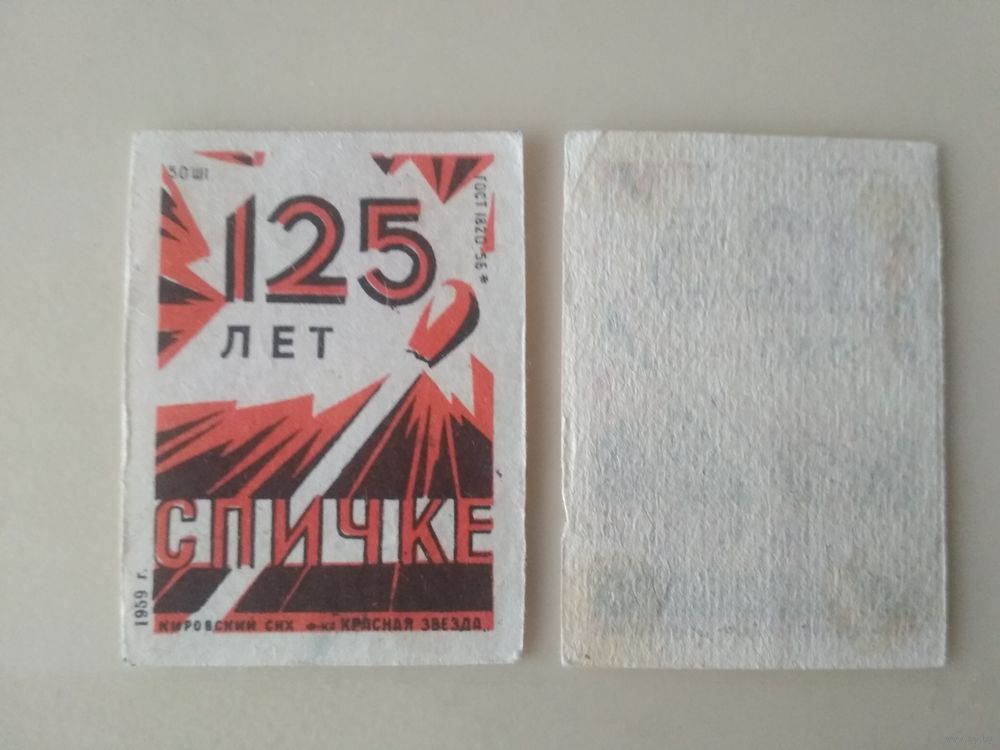 50 шт
ГОСТ 1820-56 *
125
ЛЕТ
СПИЧКЕ
1959 г.
КИРОВСКИЙ СНХ Ф-КА КРАСНАЯ ЗВЕЗДА.